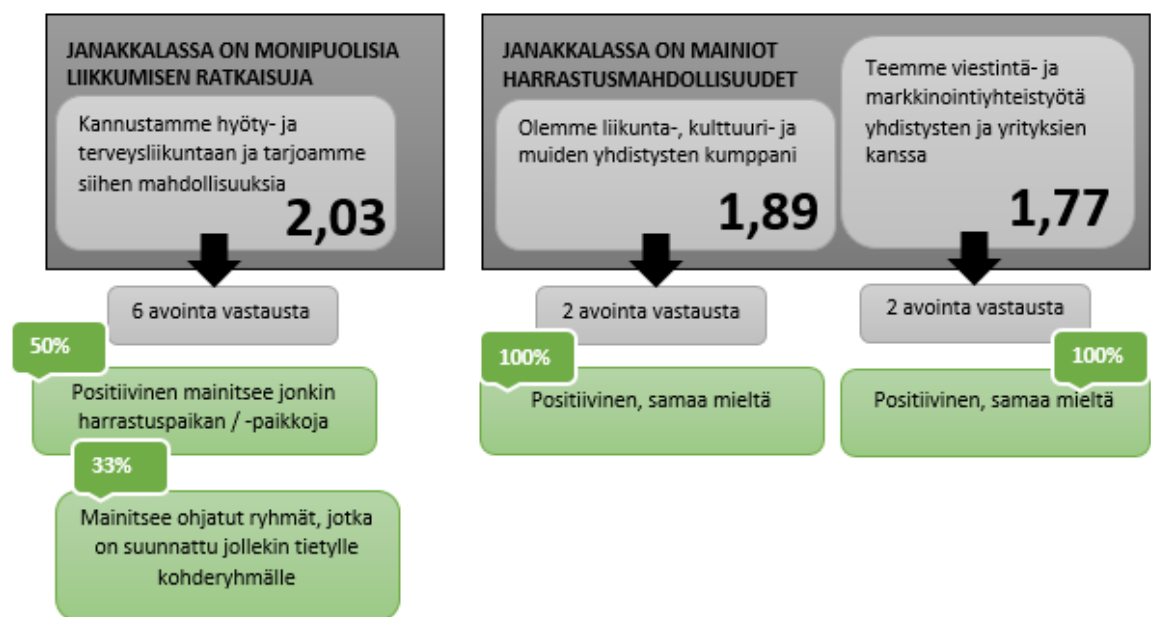 JANAKKALASSA ON MONIPUOLISIA
LIIKKUMISEN RATKAISUJA
Kannustamme hyöty- ja
terveysliikuntaan ja tarjoamme
siihen mahdollisuuksia
2,03
6 avointa vastausta
50%
Positiivinen mainitsee jonkin
harrastuspaikan / -paikkoja
33%
Mainitsee ohjatut ryhmät, jotka
on suunnattu jollekin tietylle
kohderyhmälle
JANAKKALASSA ON MAINIOT
HARRASTUSMAHDOLLISUUDET
Olemme liikunta-, kulttuuri- ja
muiden yhdistysten kumppani
1,89
2 avointa vastausta
100%
Positiivinen, samaa mieltä
Teemme viestintä- ja
markkinointiyhteistyötä
yhdistysten ja yrityksien
kanssa
1,77
2 avointa vastausta
100%
Positiivinen, samaa mieltä